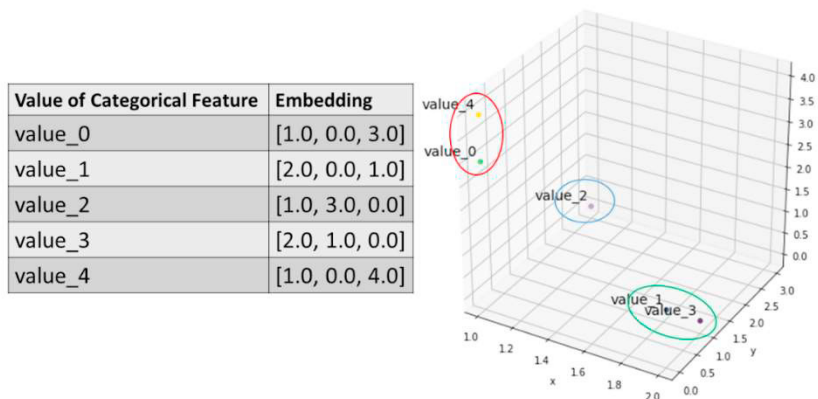 Value of Categorical Feature Embedding
value_0 [1.0, 0.0, 3.0]
value_1 [2.0, 0.0, 1.0]
value_2 [1.0, 3.0, 0.0]
value_3 [2.0, 1.0, 0.0]
value_4 [1.0, 0.0, 4.0]
value_4
value_0
value_2
value_1
value_3
4.0
3.5
3.0
2.5
2.0
1.5
1.0
0.5
0.0
3.0
2.5
2.0
1.5
1.0
0.5
0.0
y
1.0
1.2
1.4
1.6
1.8
2.0
x